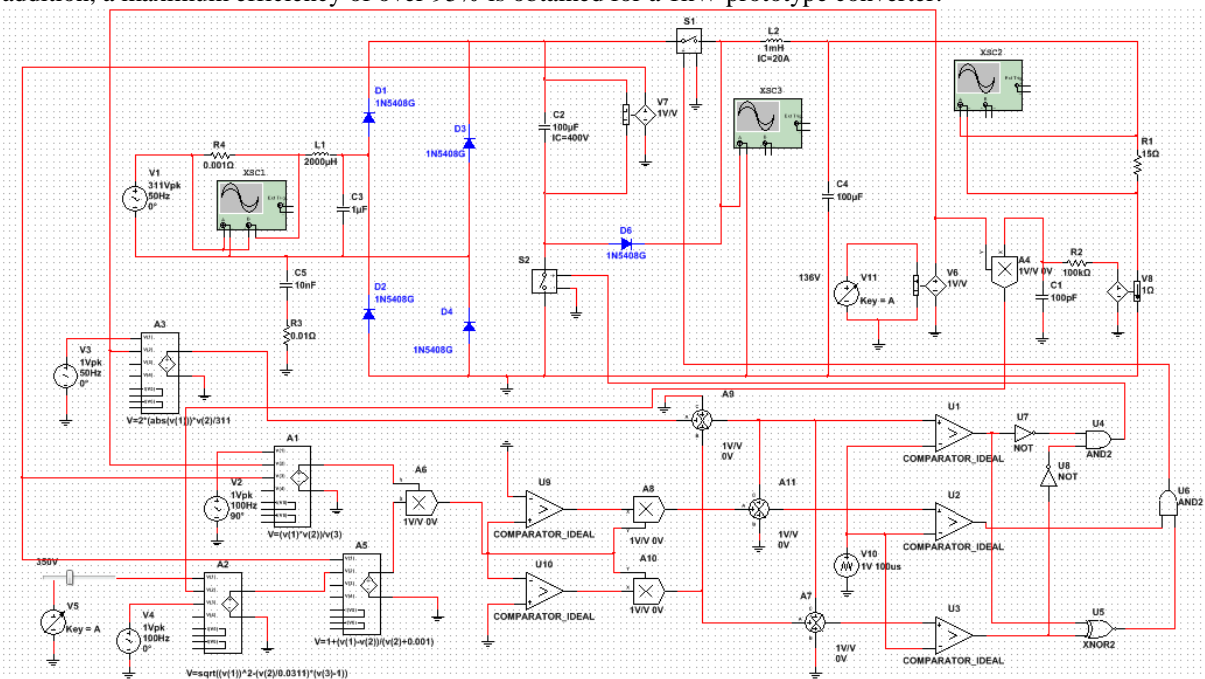 addition, a maximum efficiency of over 95% is obtained for a 1kW prototype converter.
S1
L2
1mH
IC=20A
XSC2
Ext Trig
D1
1N5408G
D3
1N5408G
C2
100µF
IC=400V
V7
1V/V
XSC3
R1
15Ω
R4
0.001Ω
L1
2000µH
V1
311Vpk
50Hz
0°
XSC1
Ext Trig
C3
1µF
C4
100µF
D6
1N5408G
S2
C5
10nF
R3
0.01Ω
D2
1N5408G
D4
1N5408G
136V
V11
Key = A
V6
1V/V
A4
1V/V 0V
R2
100kΩ
C1
100pF
V8
1Ω
A3
V3
1Vpk
50Hz
0°
V=2*(abs(v(1)))*v(2)/311
A9
1V/V
0V
U1
COMPARATOR_IDEAL
U7
NOT
U4
AND2
A1
V2
1Vpk
100Hz
90°
V=(v(1)*v(2))/v(3)
A6
1V/V 0V
U9
COMPARATOR_IDEAL
A8
1V/V 0V
A11
1V/V
0V
U2
COMPARATOR_IDEAL
U8
NOT
U6
AND2
350V
V5
Key = A
A2
V4
1Vpk
100Hz
0°
A5
V=1+(v(1)-v(2))/(v(2)+0.001)
U10
COMPARATOR_IDEAL
A10
1V/V 0V
V10
1V 100us
A7
1V/V
0V
U3
COMPARATOR_IDEAL
U5
XNOR2
V=sqrt((v(1))^2-(v(2)/0.0311)*(v(3)-1))